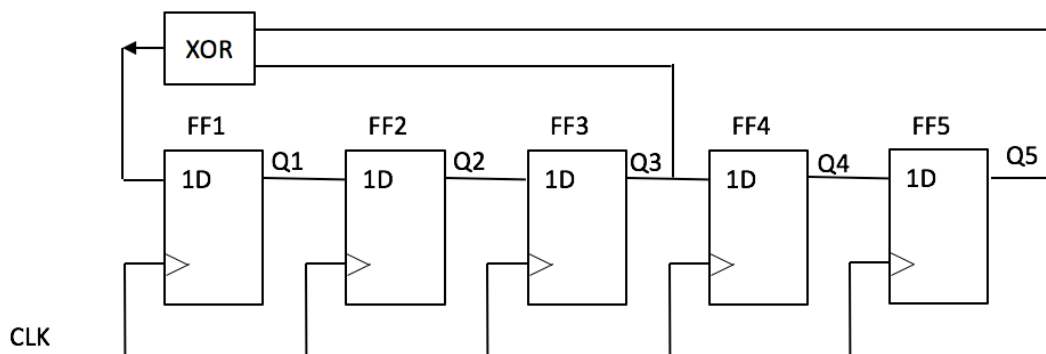 XOR
FF1 FF2 FF3 FF4 FF5
Q1 Q2 Q3 Q4 Q5
1D 1D 1D 1D 1D
CLK